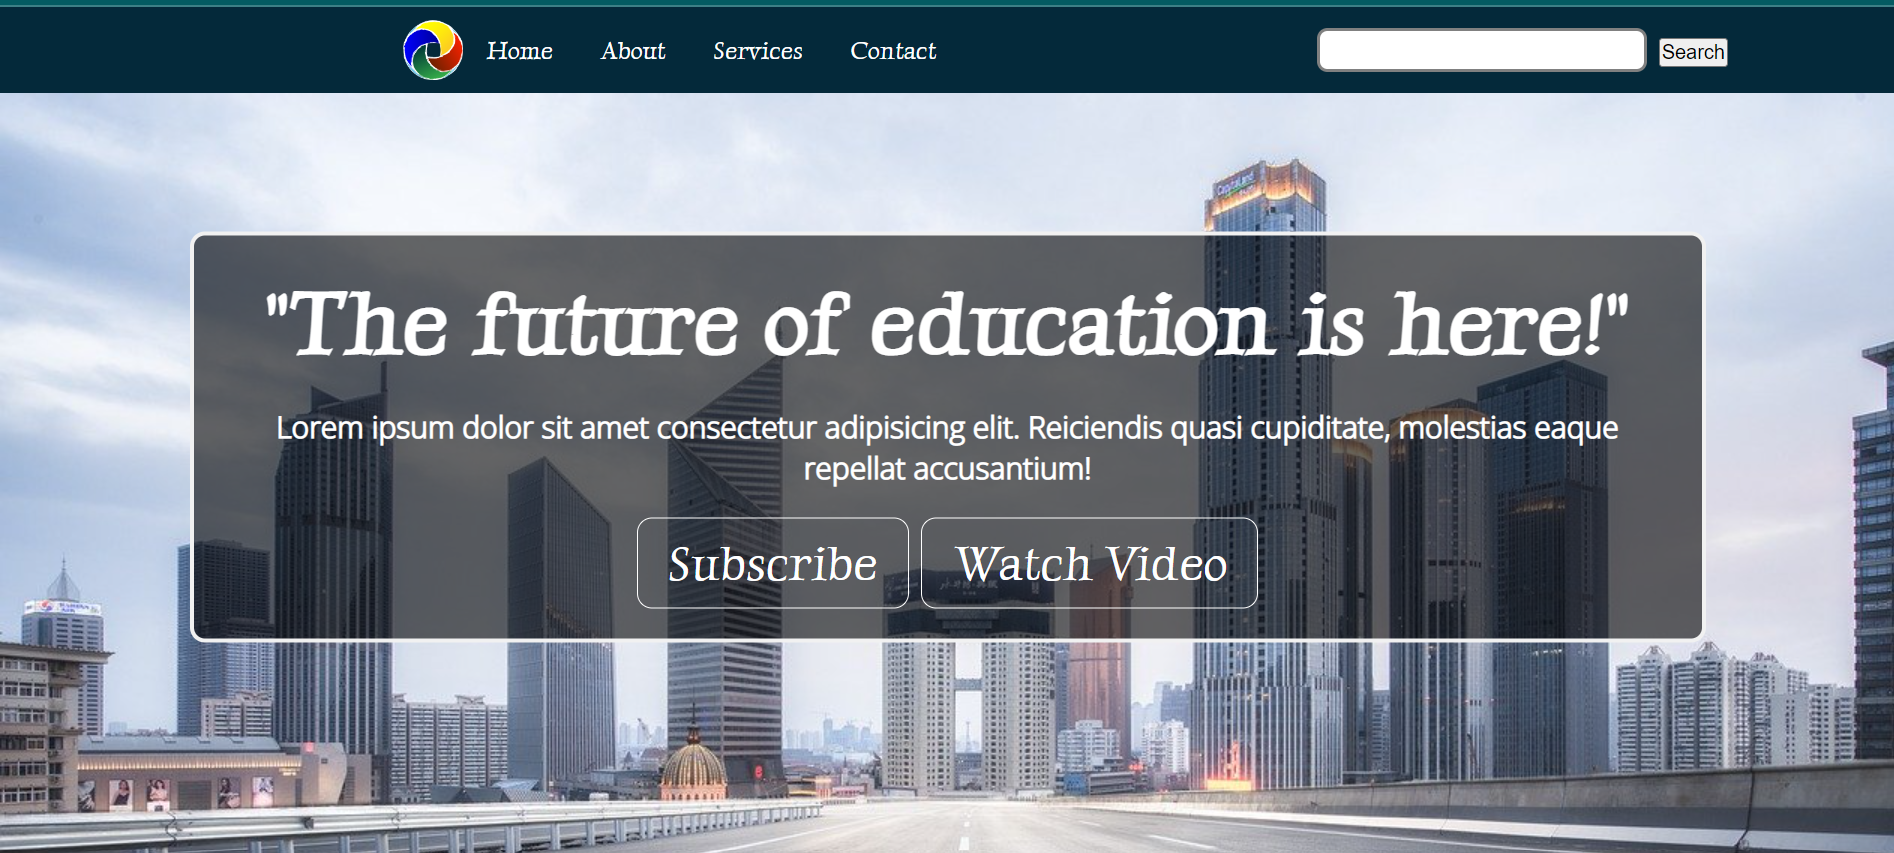 Home About Services Contact Search
CapitaLand
"The future of education is here!"
Lorem ipsum dolor sit amet consectetur adipisicing elit. Reiciendis quasi cupiditate, molestias eaque
repellat accusantium!
Subscribe Watch Video